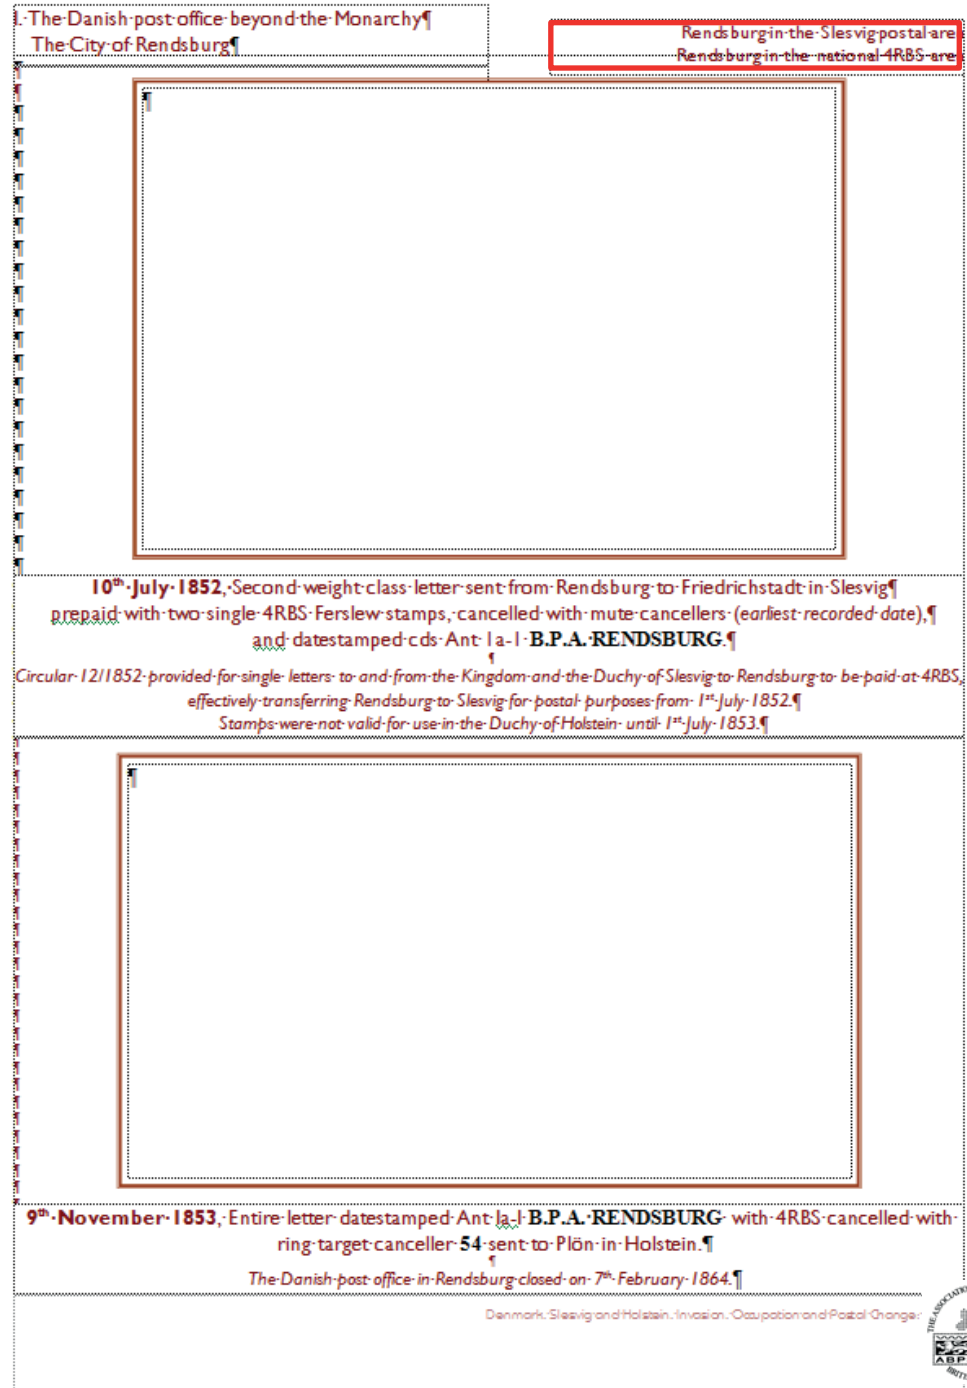 I. The Danish post office beyond the Monarchy¶
The City of Rendsburg¶
Rendsburg in the Slesvig postal are
Rendsburg in the national 4RBS are
10th July 1852, Second weight class letter sent from Rendsburg to Friedrichstadt in Slesvig¶
prepaid with two single 4RBS Ferslew stamps, cancelled with mute cancellers (earliest recorded date),¶
and datestamped cds Ant Ia-1 B.P.A. RENDSBURG.¶
Circular 12/1852 provided for single letters to and from the Kingdom and the Duchy of Slesvig to Rendsburg to be paid at 4RBS,
effectively transferring Rendsburg to Slesvig for postal purposes from 1st July 1852.¶
Stamps were not valid for use in the Duchy of Holstein until 1st July 1853.¶
9th November 1853, Entire letter datestamped Ant Ia-1 B.P.A. RENDSBURG with 4RBS cancelled with
ring target canceller 54 sent to Plön in Holstein.¶
The Danish post office in Rendsburg closed on 7th February 1864.¶
Denmark, Slesvig and Holstein. Invasion, Occupation and Postal Change.
THE ASSOCIATION
ABP
BRIT